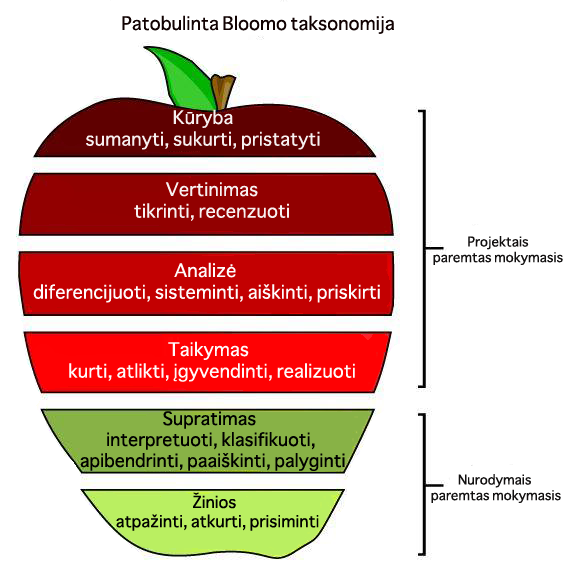 Patobulinta Bloomo taksonomija
Kūryba
sumanyti, sukurti, pristatyti
Vertinimas
tikrinti, recenzuoti
Analizė
diferencijuoti, sisteminti, aiškinti, priskirti
Taikymas
kurti, atlikti, įgyvendinti, realizuoti
Projektais
paremtas mokymasis
Supratimas
interpretuoti, klasifikuoti,
apibendrinti, paaiškinti, palyginti
Žinios
atpažinti, atkurti, prisiminti
Nurodymais
paremtas mokymasis